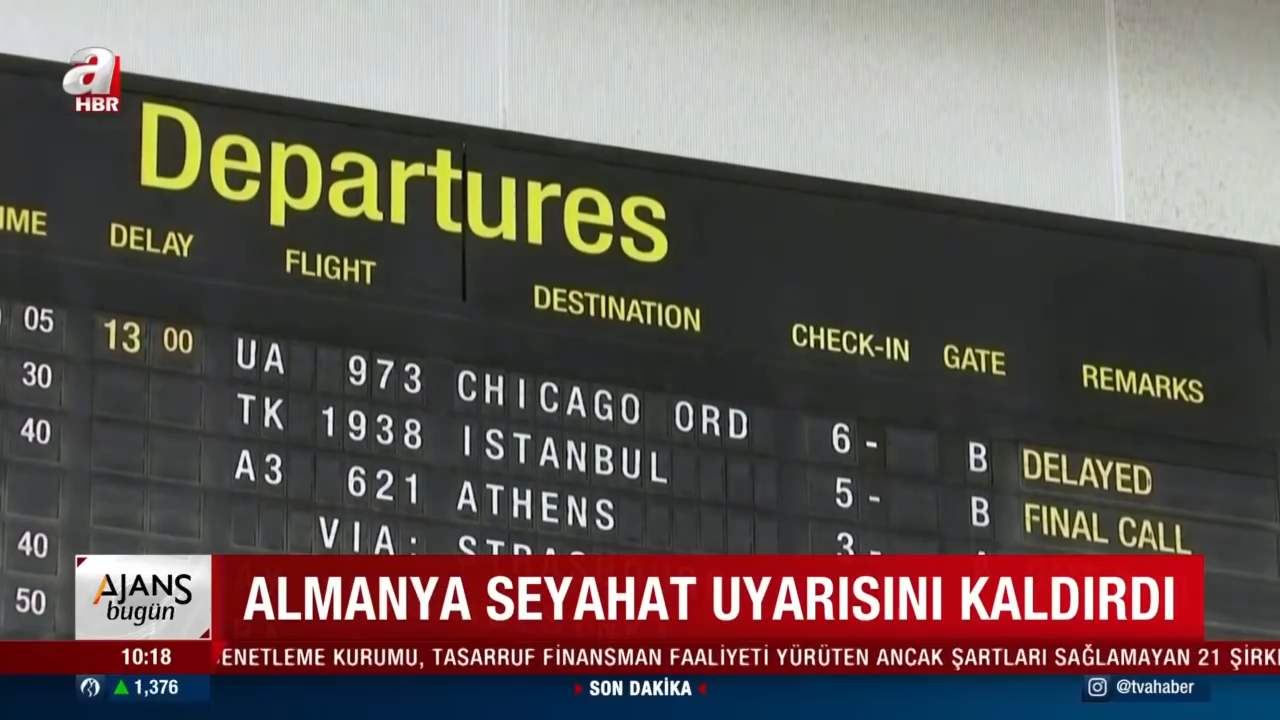 a
HBR
Departures
DELAY
FLIGHT
DESTINATION
CHECK-IN
GATE
REMARKS
05 13 00 UA 973 CHICAGO ORD 6 - B DELAYED
30 TK 1938 ISTANBUL 5 - B FINAL CALL
40 A3 621 ATHENS 3 -
VIA:
40
50
AJANS
bugün
ALMANYA SEYAHAT UYARISINI KALDIRDI
10:18 ENETLEME KURUMU, TASARRUF FİNANSMAN FAALİYETİ YÜRÜTEN ANCAK ŞARTLARI SAĞLAMAYAN 21 ŞİRK
1,376 SON DAKİKA @tvahaber